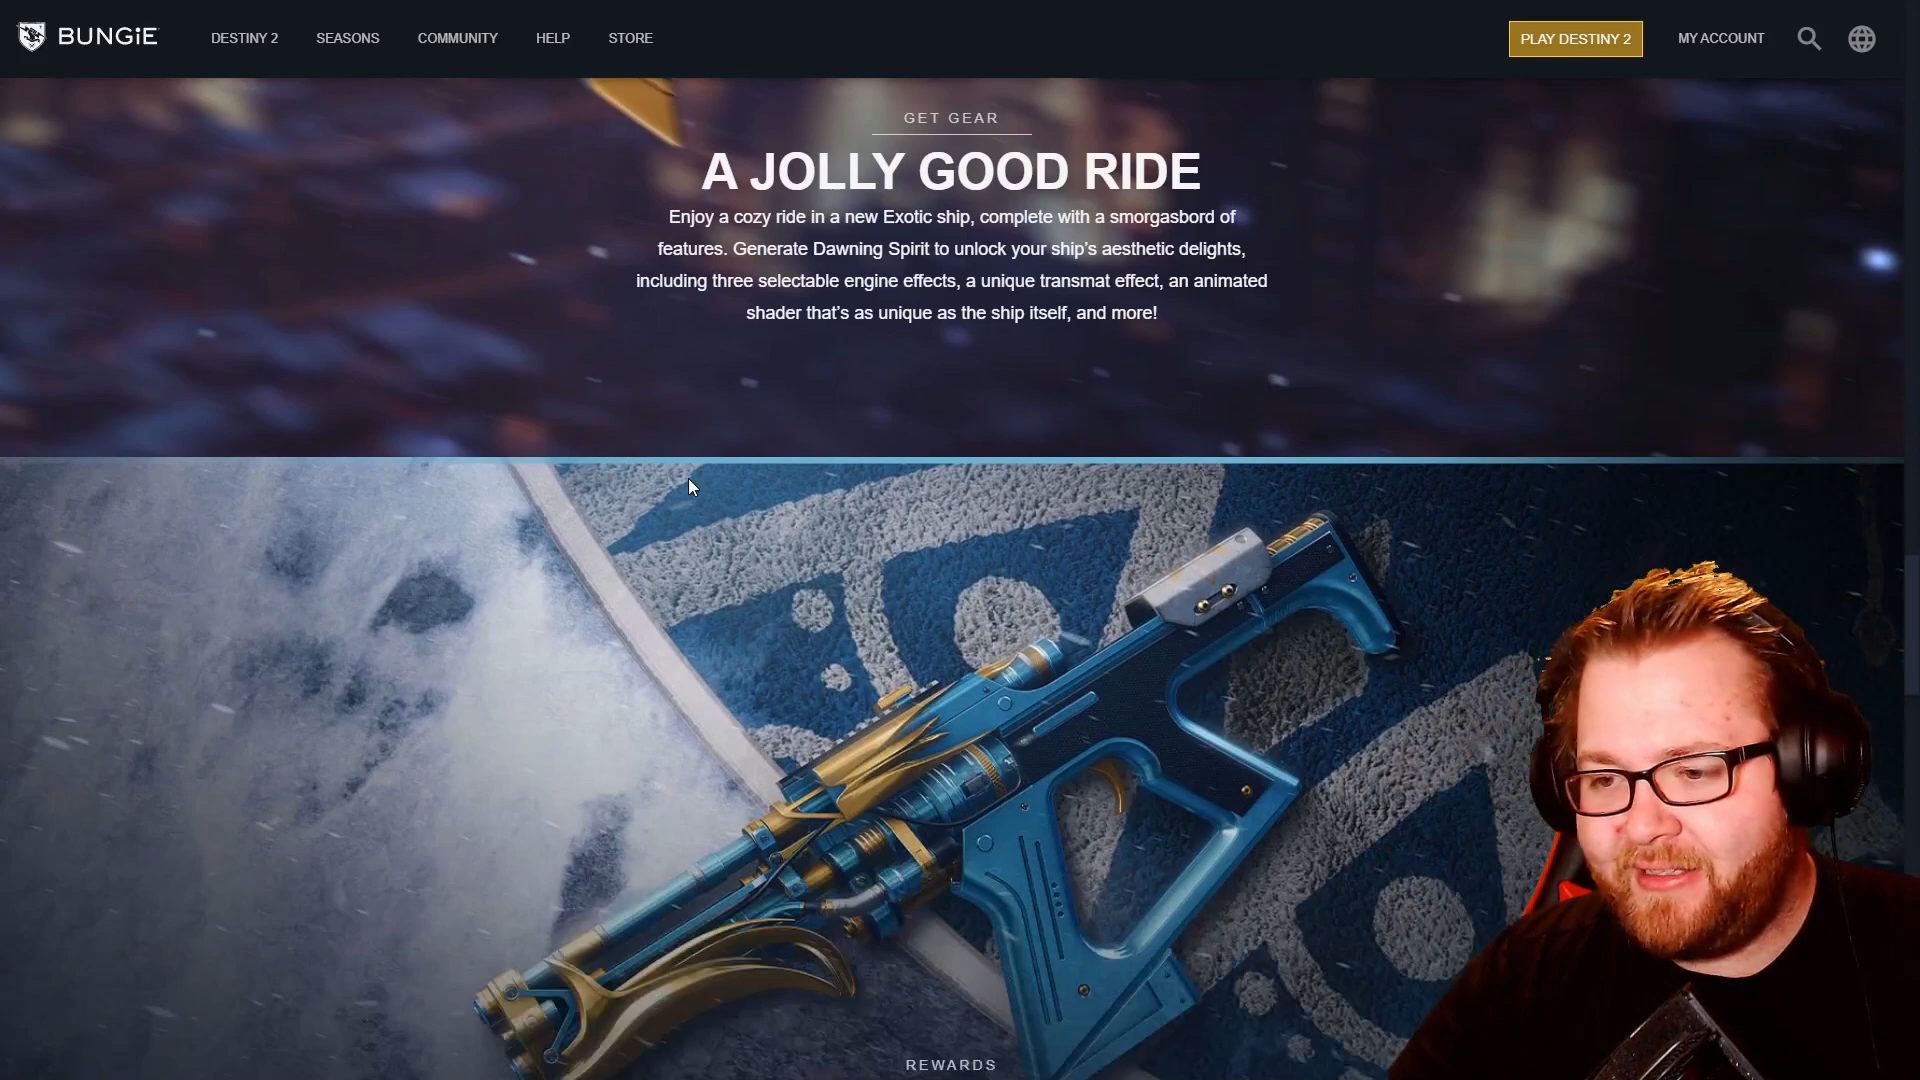 BUNGiE
DESTINY 2
SEASONS
COMMUNITY
HELP
STORE
PLAY DESTINY 2
MY ACCOUNT
GET GEAR
A JOLLY GOOD RIDE
Enjoy a cozy ride in a new Exotic ship, complete with a smorgasbord of
features. Generate Dawning Spirit to unlock your ship's aesthetic delights,
including three selectable engine effects, a unique transmat effect, an animated
shader that's as unique as the ship itself, and more!
REWARDS